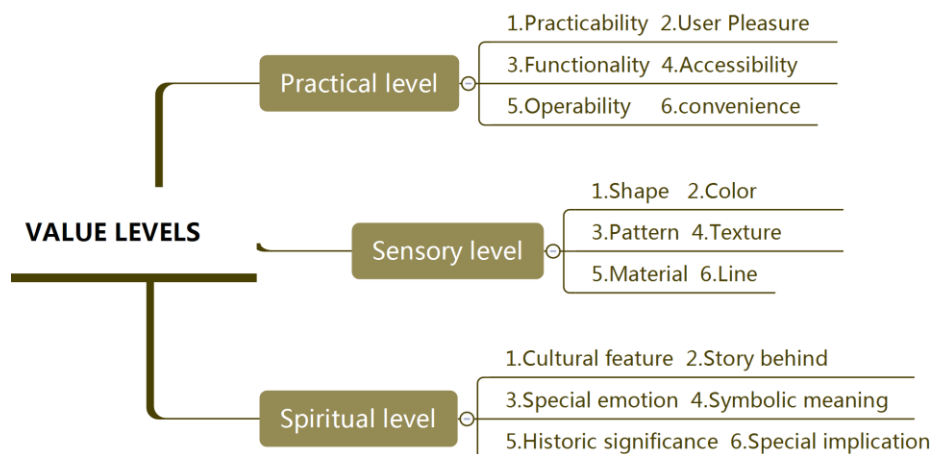 1.Practicability 2.User Pleasure
Practical level
3.Functionality 4.Accessibility
5.Operability 6.convenience
VALUE LEVELS
1.Shape 2.Color
Sensory level
3.Pattern 4.Texture
5.Material 6.Line
1.Cultural feature 2.Story behind
Spiritual level
3.Special emotion 4.Symbolic meaning
5.Historic significance 6.Special implication